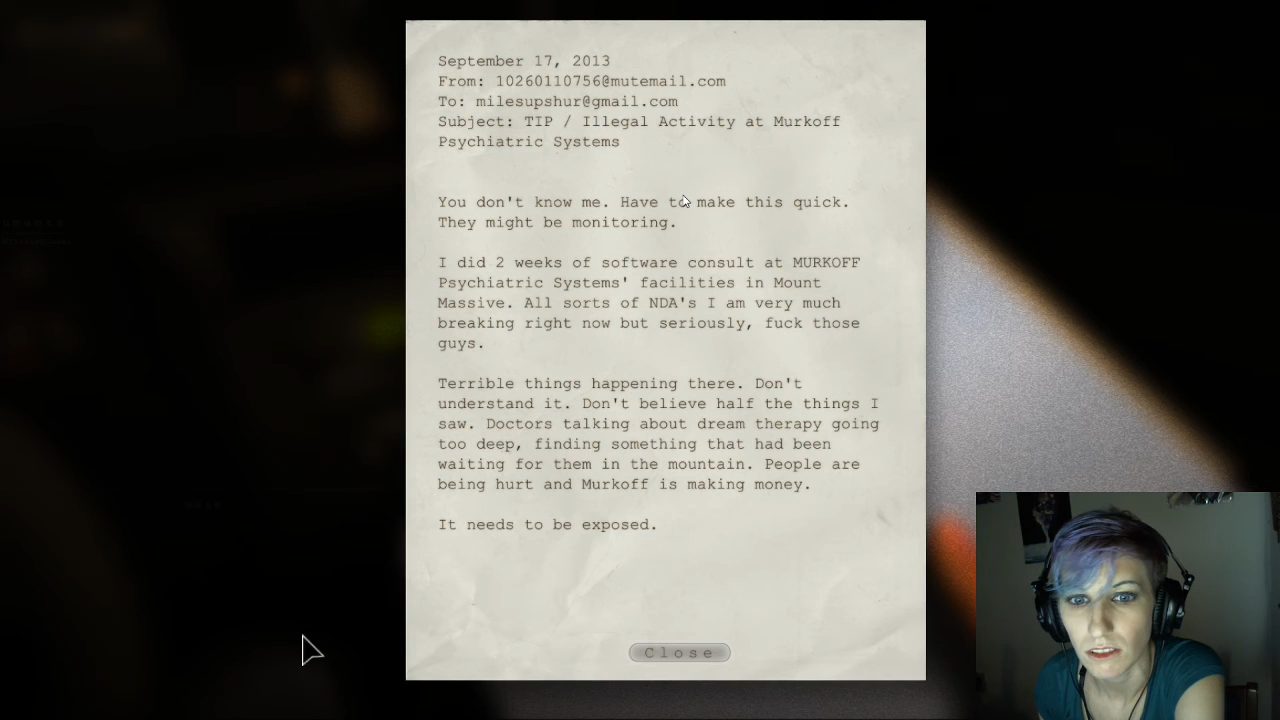 September 17, 2013
From: 10260110756@mutemail.com
To: milesupshur@gmail.com
Subject: TIP / Illegal Activity at Murkoff
Psychiatric Systems
You don't know me. Have to make this quick.
They might be monitoring.
I did 2 weeks of software consult at MURKOFF
Psychiatric Systems' facilities in Mount
Massive. All sorts of NDA's I am very much
breaking right now but seriously, fuck those
guys.
Terrible things happening there. Don't
understand it. Don't believe half the things I
saw. Doctors talking about dream therapy going
too deep, finding something that had been
waiting for them in the mountain. People are
being hurt and Murkoff is making money.
It needs to be exposed.
Close